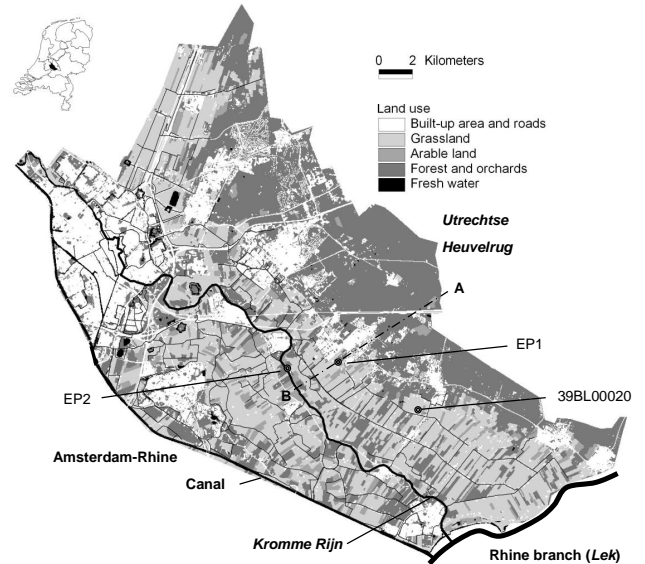 0 2 Kilometers
Land use
Built-up area and roads
Grassland
Arable land
Forest and orchards
Fresh water
Utrechtse
Heuvelrug
A
EP1
EP2
B
39BL00020
Amsterdam-Rhine
Canal
Kromme Rijn
Rhine branch (Lek)